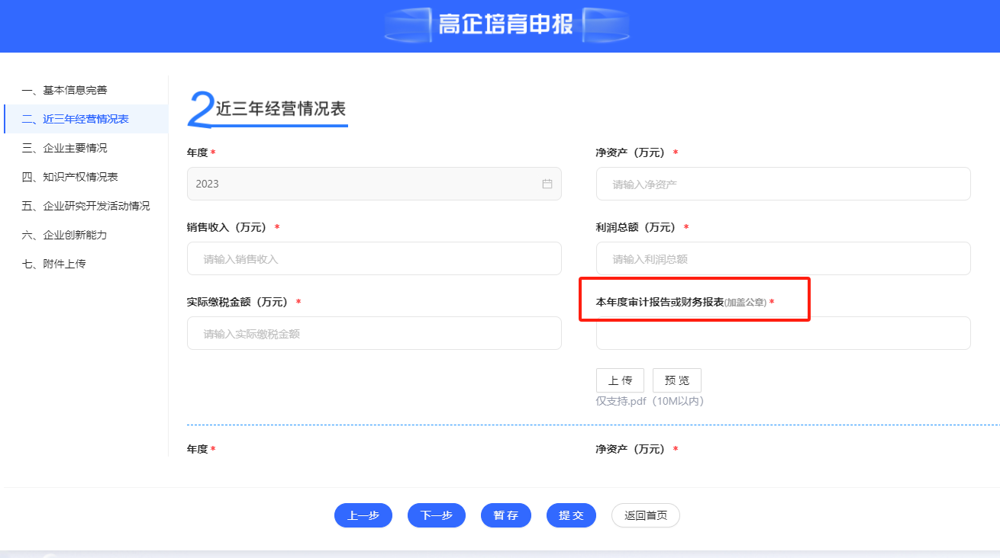 高企培育申报
一、基本信息完善
二、近三年经营情况表
三、企业主要情况
四、知识产权情况表
五、企业研究开发活动情况
六、企业创新能力
七、附件上传
2近三年经营情况表
年度 * 净资产（万元） *
2023 请输入净资产
销售收入（万元） * 利润总额（万元） *
请输入销售收入 请输入利润总额
实际缴税金额（万元） * 本年度审计报告或财务报表(加盖公章) *
请输入实际缴税金额
上 传 预 览
仅支持.pdf（10M以内）
年度 * 净资产（万元） *
上一步 下一步 暂 存 提 交 返回首页